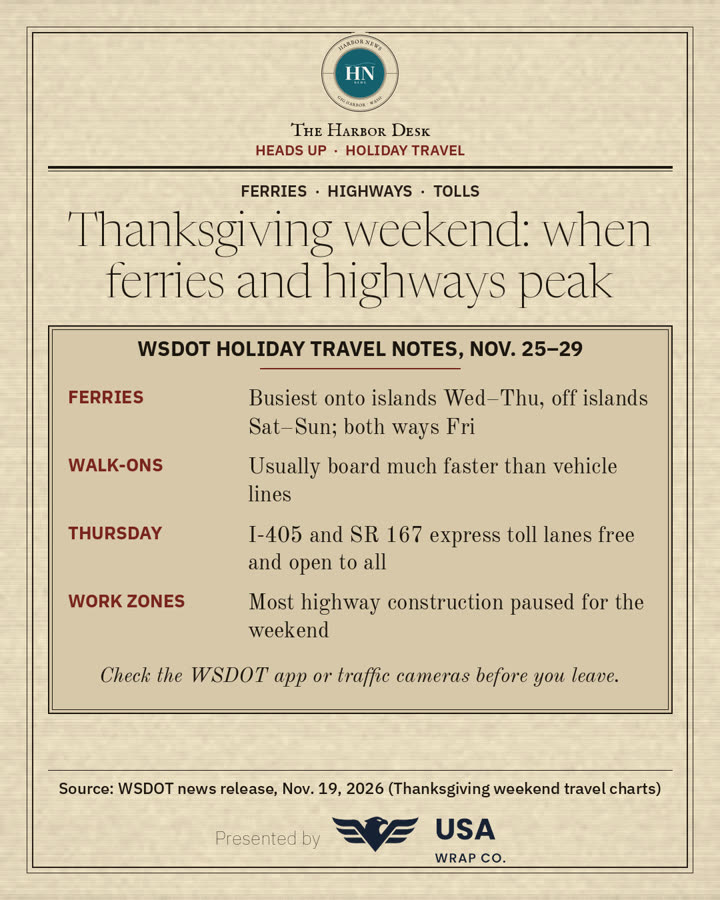 HARBOR NEWS
HN
NEWS
The Harbor Desk
HEADS UP · HOLIDAY TRAVEL
FERRIES · HIGHWAYS · TOLLS
Thanksgiving weekend: when
ferries and highways peak
WSDOT HOLIDAY TRAVEL NOTES, NOV. 25–29
FERRIES
Busiest onto islands Wed–Thu, off islands
Sat–Sun; both ways Fri
WALK-ONS
Usually board much faster than vehicle
lines
THURSDAY
I-405 and SR 167 express toll lanes free
and open to all
WORK ZONES
Most highway construction paused for the
weekend
Check the WSDOT app or traffic cameras before you leave.
Source: WSDOT news release, Nov. 19, 2026 (Thanksgiving weekend travel charts)
Presented by
USA
WRAP CO.